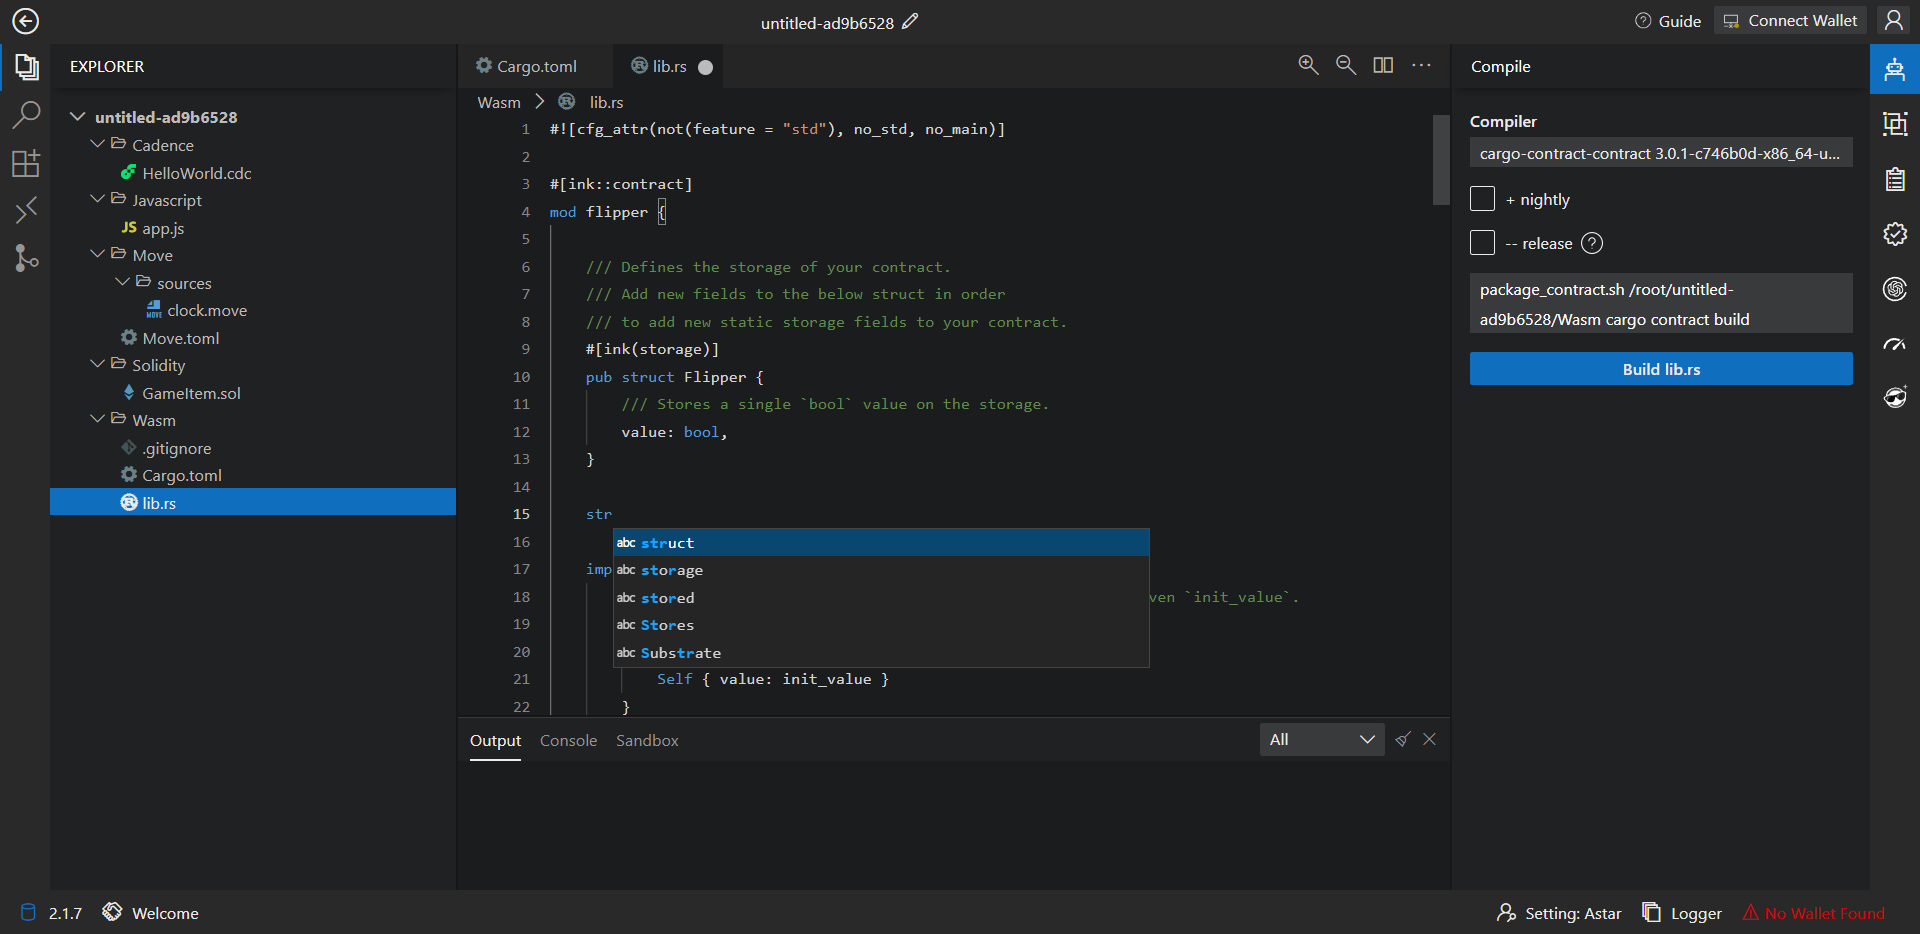 untitled-ad9b6528
Guide
Connect Wallet
EXPLORER
untitled-ad9b6528
Cadence
HelloWorld.cdc
Javascript
JS app.js
Move
sources
MOVE clock.move
Move.toml
Solidity
GameItem.sol
Wasm
.gitignore
Cargo.toml
lib.rs
Cargo.toml
lib.rs
Wasm
lib.rs
1 #![cfg_attr(not(feature = "std"), no_std, no_main)]
2
3 #[ink::contract]
4 mod flipper {
5
6 /// Defines the storage of your contract.
7 /// Add new fields to the below struct in order
8 /// to add new static storage fields to your contract.
9 #[ink(storage)]
10 pub struct Flipper {
11 /// Stores a single `bool` value on the storage.
12 value: bool,
13 }
14
15 str
16
abc struct
17 imp
abc storage
abc stored
18 ven `init_value`.
19
abc Stores
20
abc Substrate
21 Self { value: init_value }
22 }
Output
Console
Sandbox
All
Compile
Compiler
cargo-contract-contract 3.0.1-c746b0d-x86_64-u...
+ nightly
-- release ?
package_contract.sh /root/untitled-
ad9b6528/Wasm cargo contract build
Build lib.rs
2.1.7
Welcome
Setting: Astar
Logger
No Wallet Found